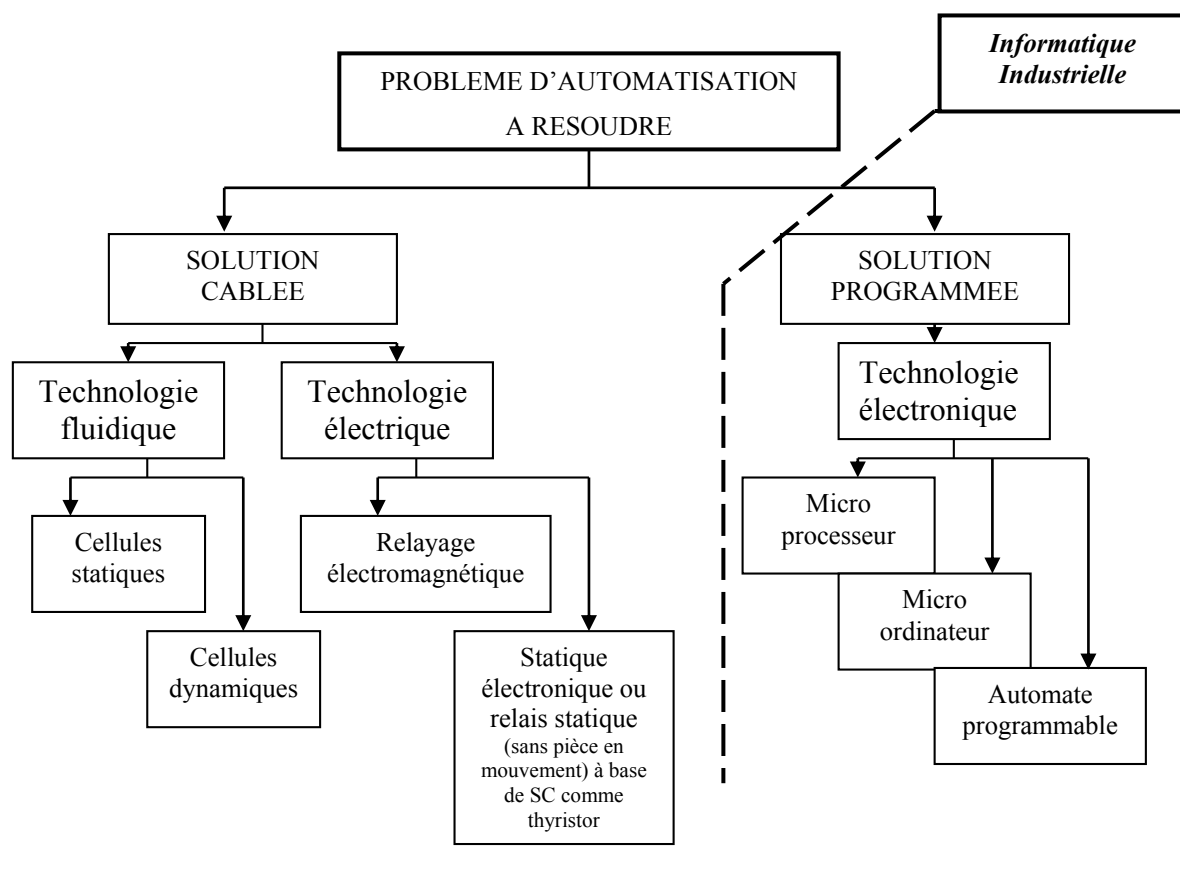 Informatique
Industrielle
PROBLEME D’AUTOMATISATION
A RESOUDRE
SOLUTION
CABLEE
SOLUTION
PROGRAMMEE
Technologie
fluidique
Technologie
électrique
Technologie
électronique
Cellules
statiques
Relayage
électromagnétique
Micro
processeur
Micro
ordinateur
Cellules
dynamiques
Statique
électronique ou
relais statique
(sans pièce en
mouvement) à base
de SC comme
thyristor
Automate
programmable